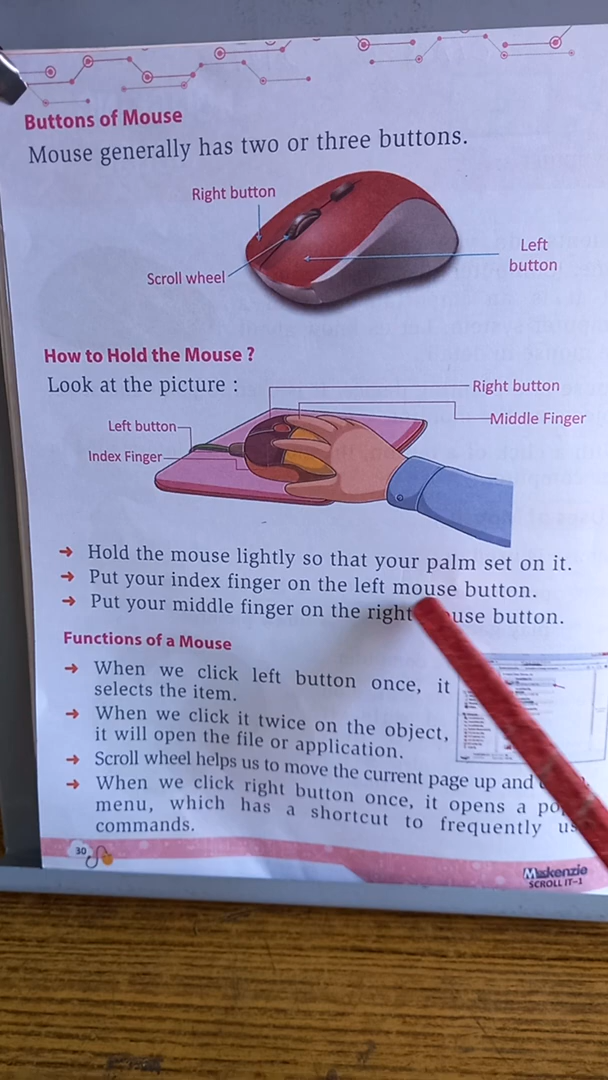 Buttons of Mouse
Mouse generally has two or three buttons.
Right button
Left
button
Scroll wheel
How to Hold the Mouse ?
Look at the picture :
Right button
Middle Finger
Left button
Index Finger
→ Hold the mouse lightly so that your palm set on it.
→ Put your index finger on the left mouse button.
→ Put your middle finger on the right use button.
Functions of a Mouse
→ When we click left button once, it
selects the item.
→ When we click it twice on the object,
it will open the file or application.
→ Scroll wheel helps us to move the current page up and
→ When we click right button once, it opens a
menu, which has a shortcut to frequently
commands.
30
Maskenzie
SCROLL IT–1